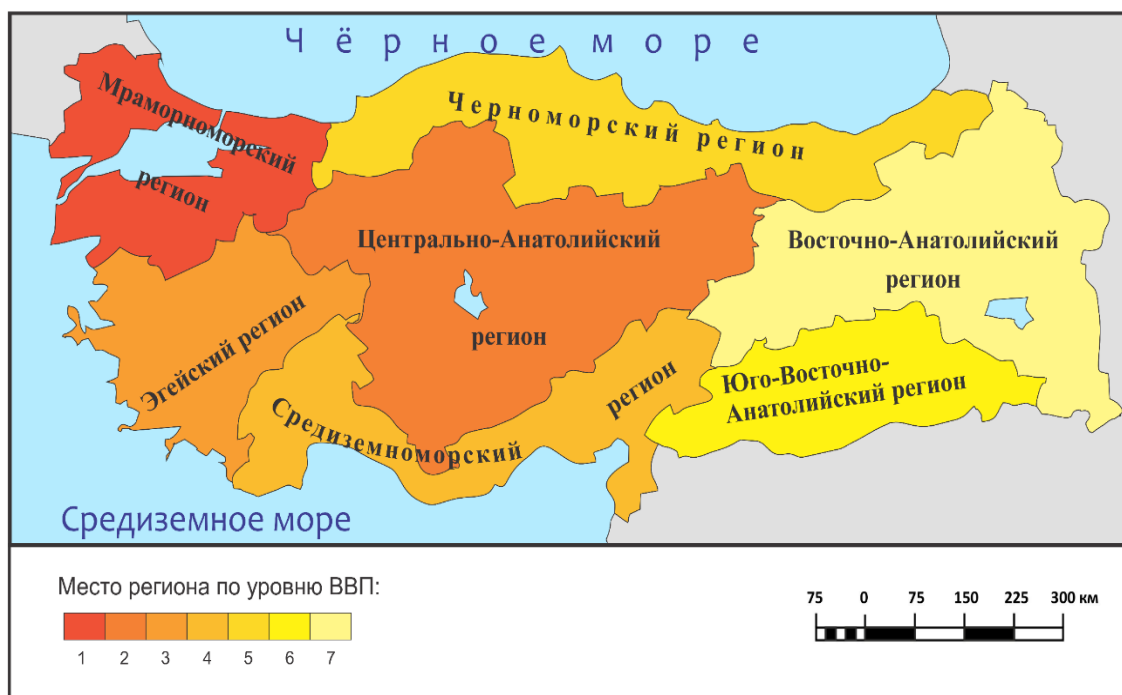 Чёрное море
Мраморноморский
регион
Черноморский регион
Центрально-Анатолийский
регион
Восточно-Анатолийский
регион
Эгейский регион
Средиземноморский
регион
Юго-Восточно-
Анатолийский регион
Средиземное море
Место региона по уровню ВВП:
1 2 3 4 5 6 7
75 0 75 150 225 300 км